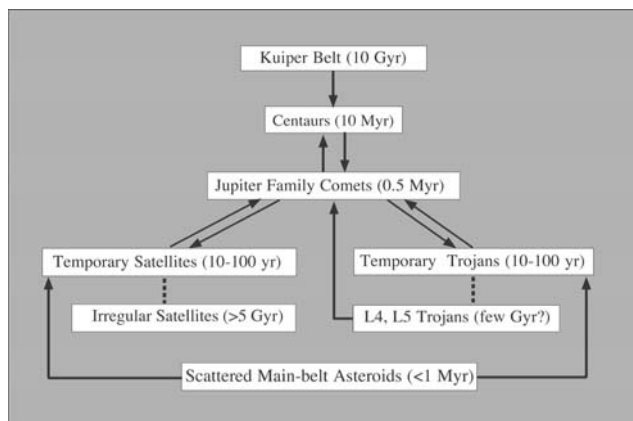 Kuiper Belt (10 Gyr)
Centaurs (10 Myr)
Jupiter Family Comets (0.5 Myr)
Temporary Satellites (10-100 yr)
Temporary Trojans (10-100 yr)
Irregular Satellites (>5 Gyr)
L4, L5 Trojans (few Gyr?)
Scattered Main-belt Asteroids (<1 Myr)